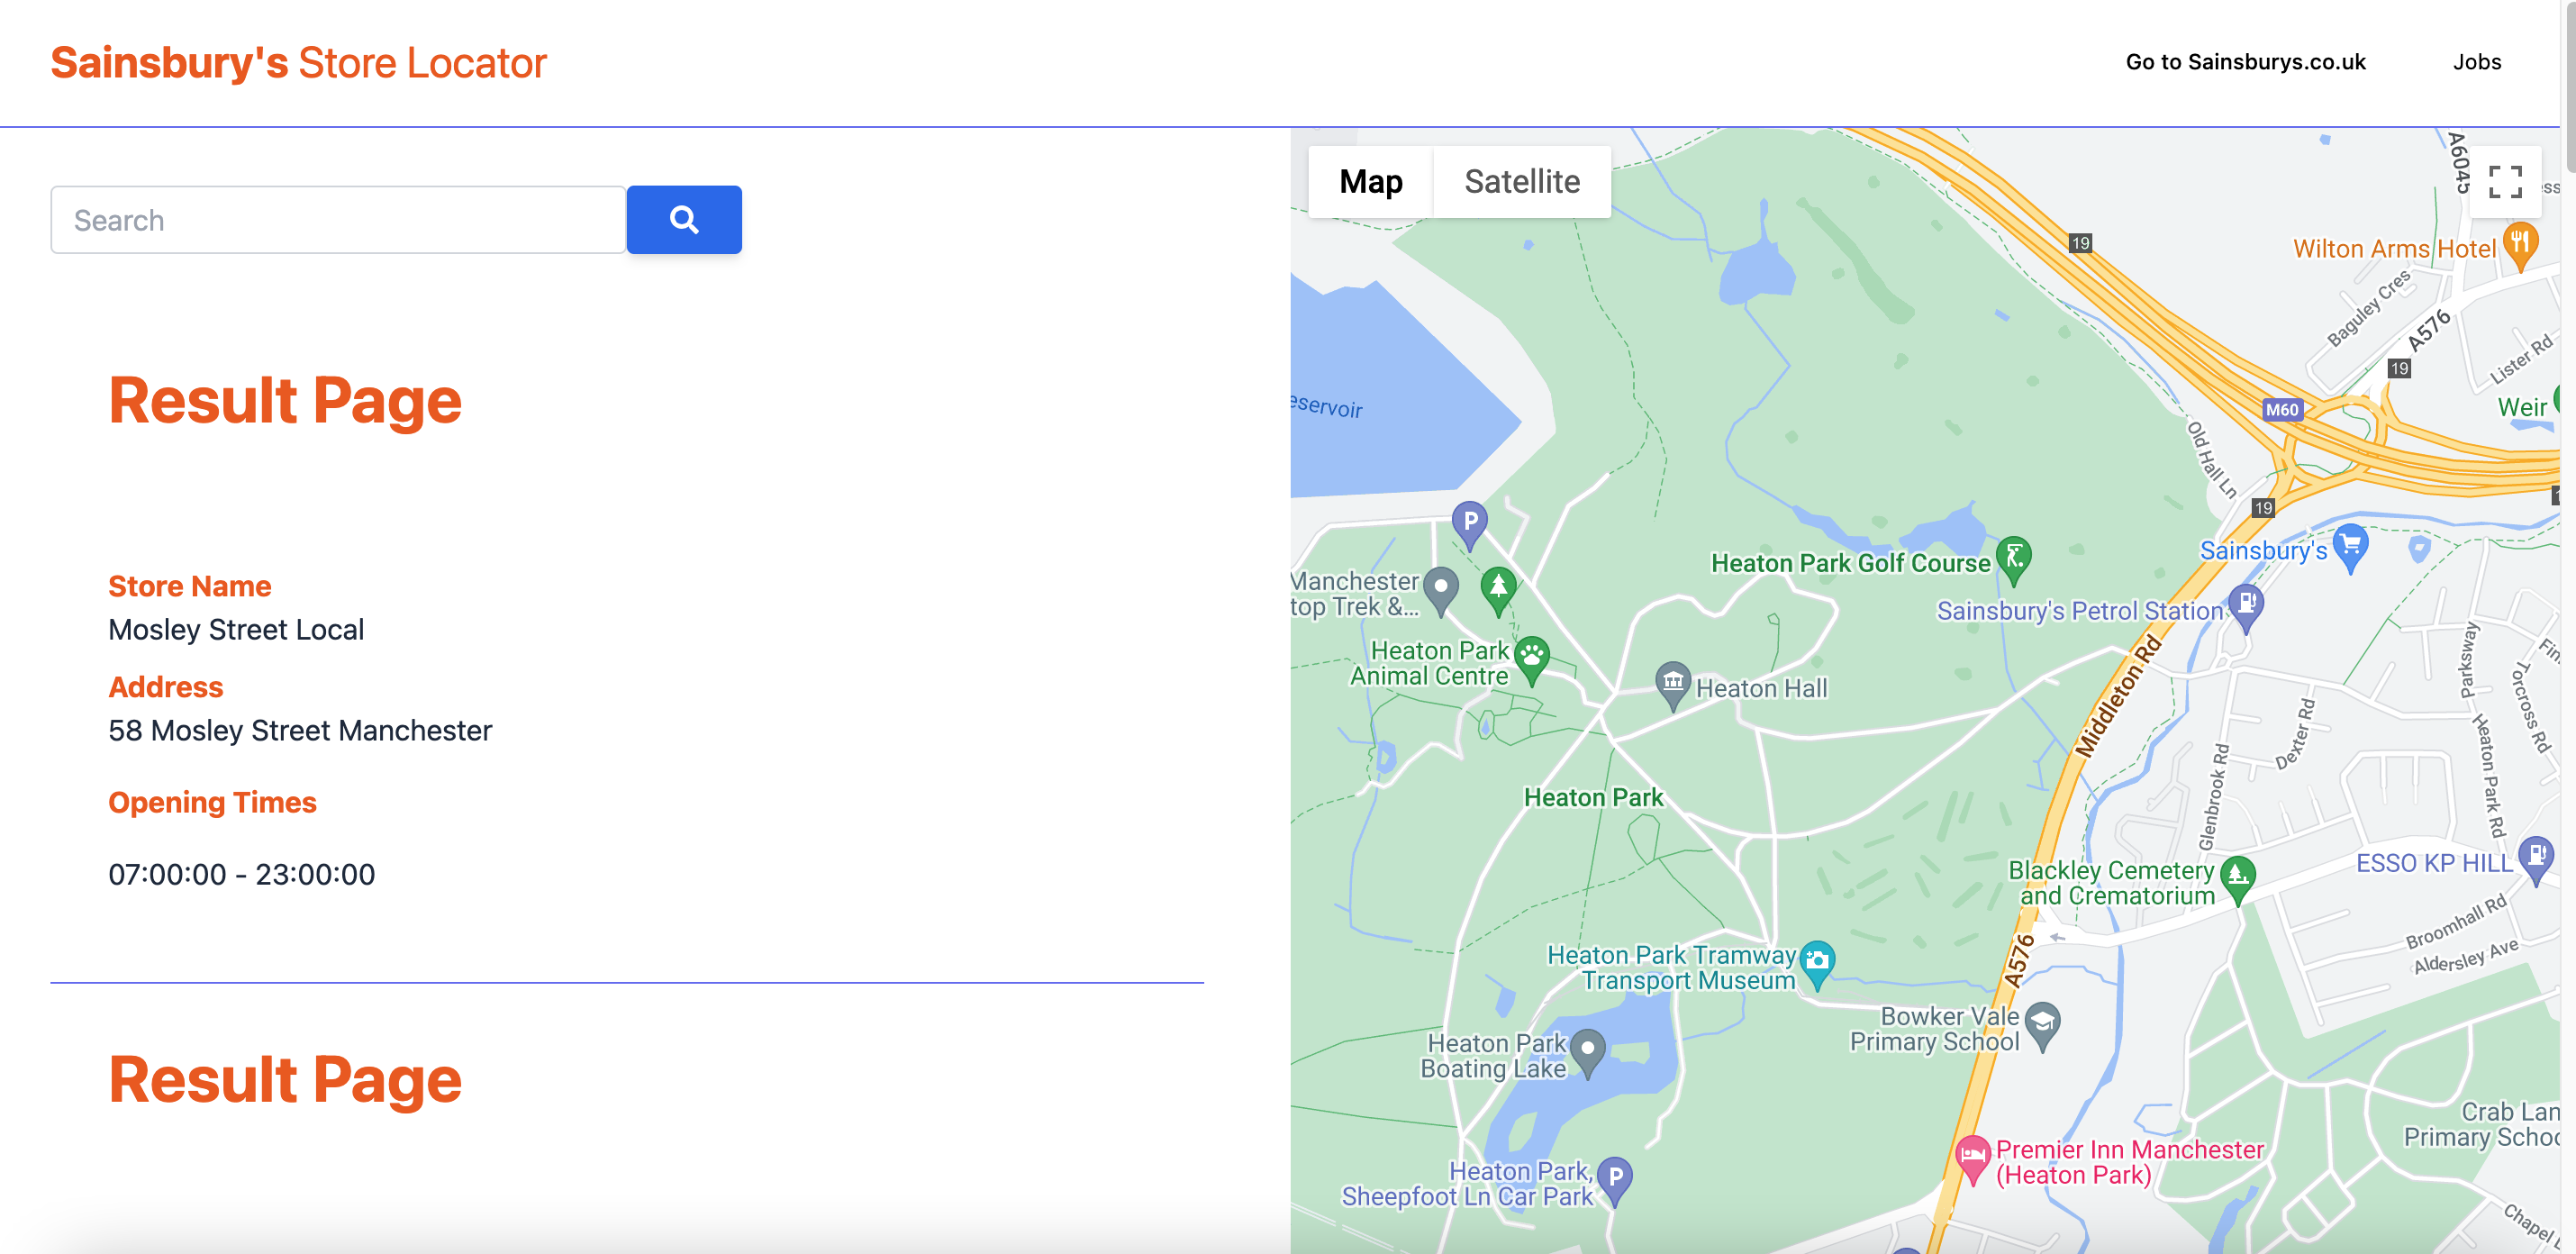 Sainsbury's Store Locator
Go to Sainsburys.co.uk
Jobs
Search
Result Page
Store Name
Mosley Street Local
Address
58 Mosley Street Manchester
Opening Times
07:00:00 - 23:00:00
Result Page
Map
Satellite
A6045
ess
19
Wilton Arms Hotel
Baguley Cres
A576
Lister Rd
19
M60
Weir
eservoir
Old Hall Ln
19
P
Sainsbury's
Heaton Park Golf Course
Manchester
top Trek &...
Sainsbury's Petrol Station
Heaton Park
Animal Centre
Heaton Hall
Middleton Rd
Parksway
Fin
Torcross Rd
Dexter Rd
Heaton Park Rd
Glenbrook Rd
Heaton Park
Blackley Cemetery
and Crematorium
ESSO KP HILL
Broomhall Rd
Aldersley Ave
A576
Heaton Park Tramway
Transport Museum
Bowker Vale
Primary School
Heaton Park
Boating Lake
Crab Lan
Primary Schoo
Premier Inn Manchester
(Heaton Park)
Heaton Park,
Sheepfoot Ln Car Park
P
Chapel L